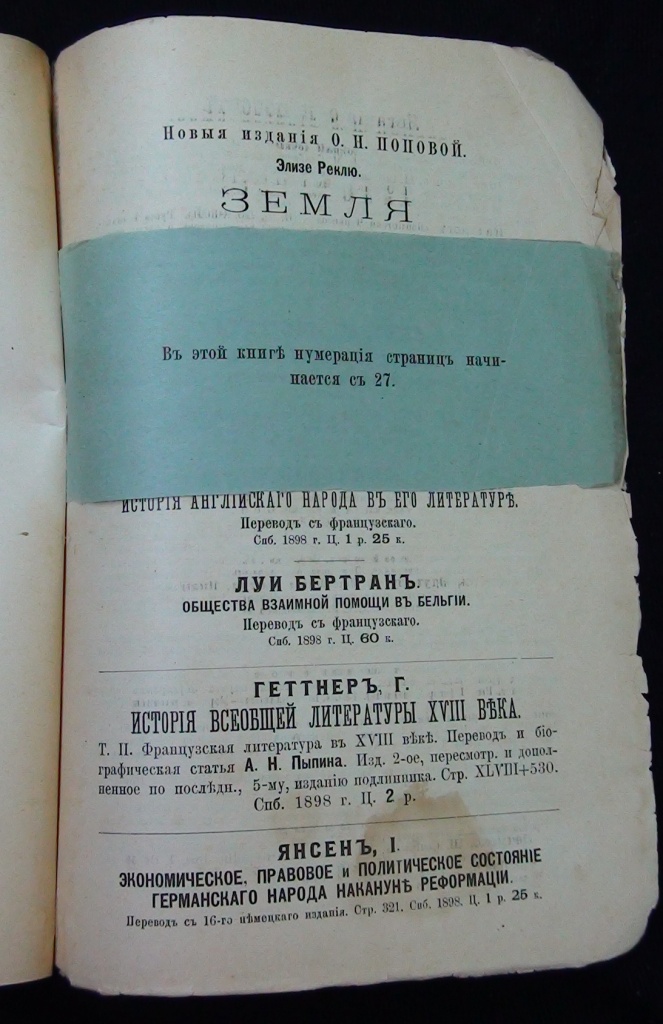 Новыя изданія О. Н. ПОПОВОЙ.
Элизе Реклю.
ЗЕМЛЯ
Въ этой книгѣ нумерація страницъ начи-
нается съ 27.
ИСТОРІЯ АНГЛІЙСКАГО НАРОДА ВЪ ЕГО ЛИТЕРАТУРѢ.
Переводъ съ французскаго.
Спб. 1898 г. Ц. 1 р. 25 к.
ЛУИ БЕРТРАНЪ.
ОБЩЕСТВА ВЗАИМНОЙ ПОМОЩИ ВЪ БЕЛЬГІИ.
Переводъ съ французскаго.
Спб. 1898 г. Ц. 60 к.
ГЕТТНЕРЪ, Г.
ИСТОРІЯ ВСЕОБЩЕЙ ЛИТЕРАТУРЫ XVIII ВѢКА.
Т. II. Французская литература въ XVIII вѣкѣ. Переводъ и біо-
графическая статья А. Н. Пыпина. Изд. 2-ое, пересмотр. и допол-
ненное по послѣдн., 5-му, изданію подлинника. Стр. XLVIII+530.
Спб. 1898 г. Ц. 2 р.
ЯНСЕНЪ, І.
ЭКОНОМИЧЕСКОЕ, ПРАВОВОЕ и ПОЛИТИЧЕСКОЕ СОСТОЯНІЕ
ГЕРМАНСКАГО НАРОДА НАКАНУНѢ РЕФОРМАЦІИ.
Переводъ съ 16-го нѣмецкаго изданія. Стр. 321. Спб. 1898. Ц. 1 р. 25 к.